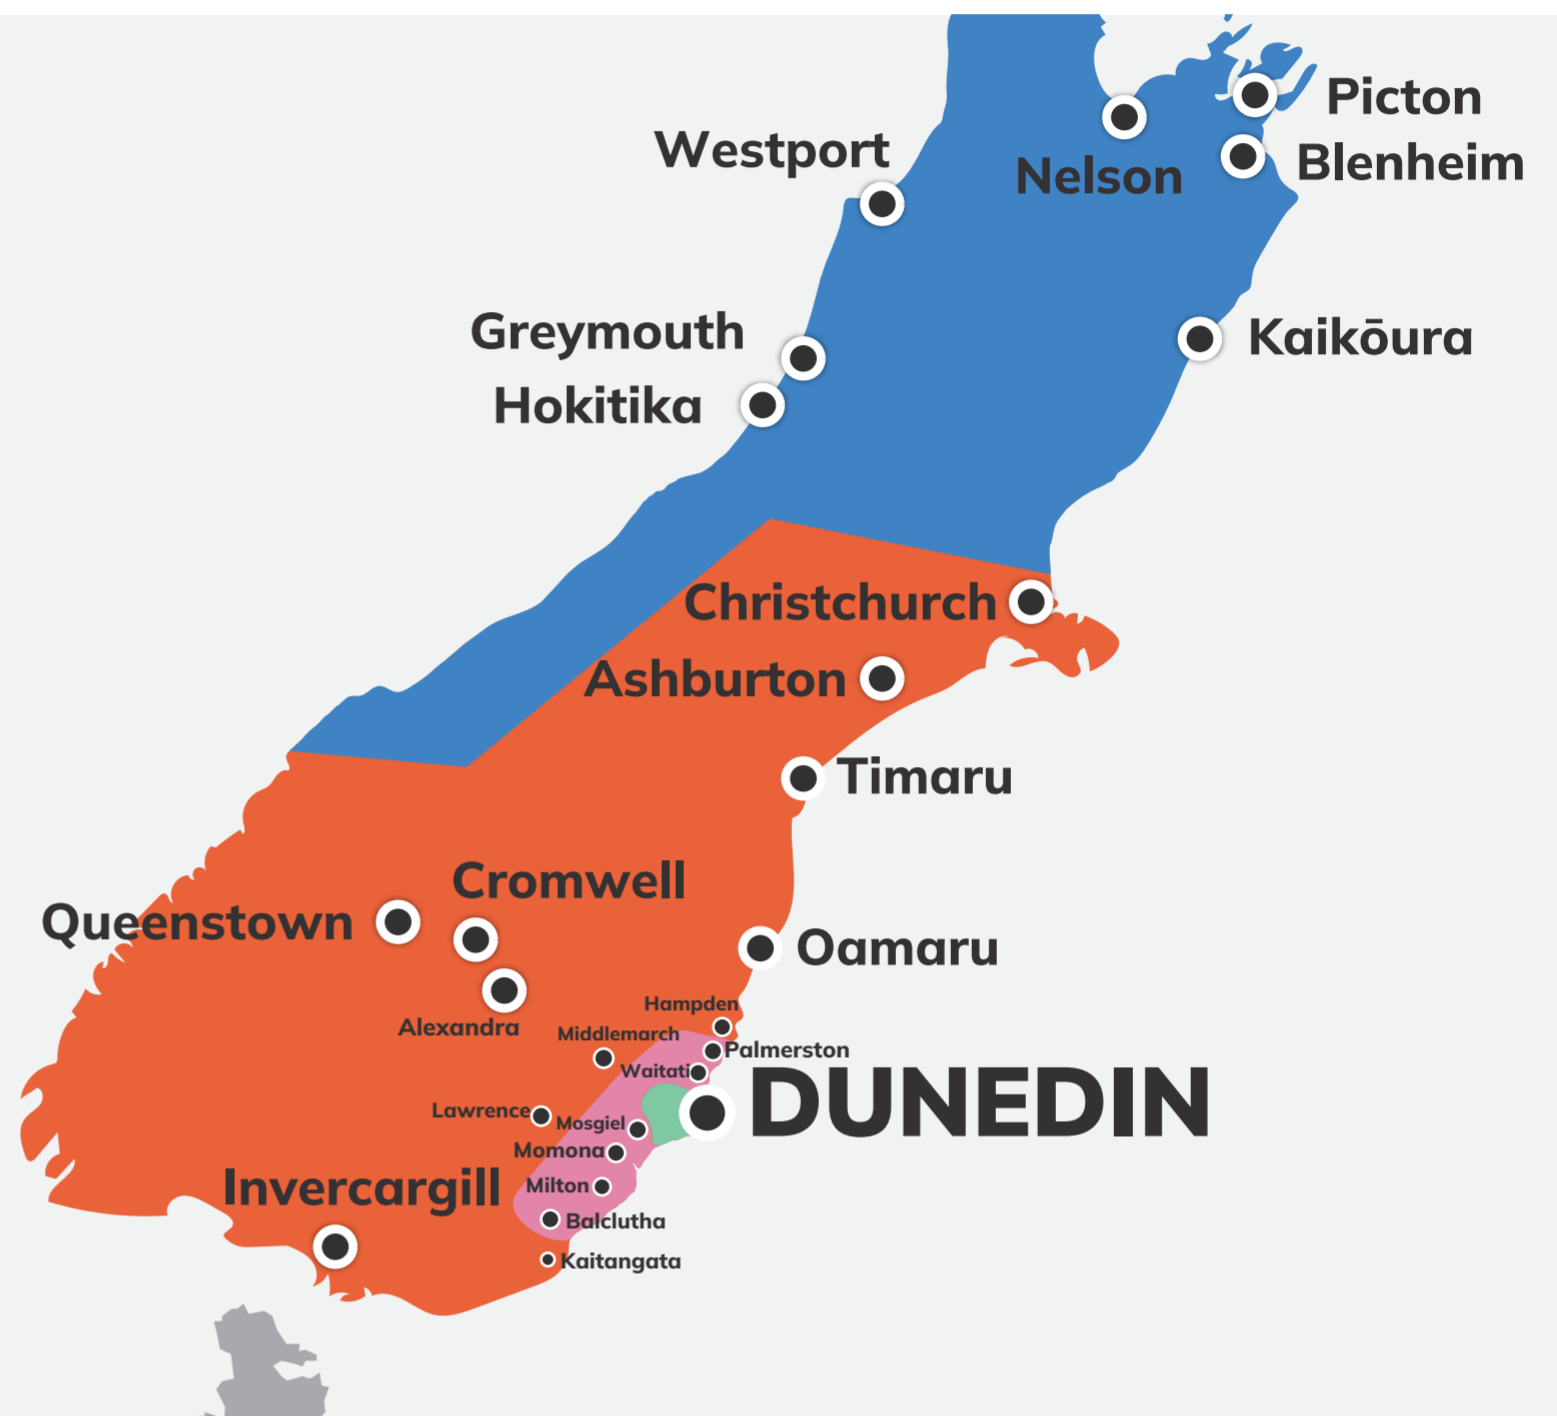 Picton
Westport
Blenheim
Nelson
Greymouth
Kaikōura
Hokitika
Christchurch
Ashburton
Timaru
Cromwell
Queenstown
Oamaru
Hampden
Alexandra
Middlemarch
Palmerston
Waitati
DUNEDIN
Lawrence
Mosgiel
Momona
Invercargill
Milton
Balclutha
Kaitangata